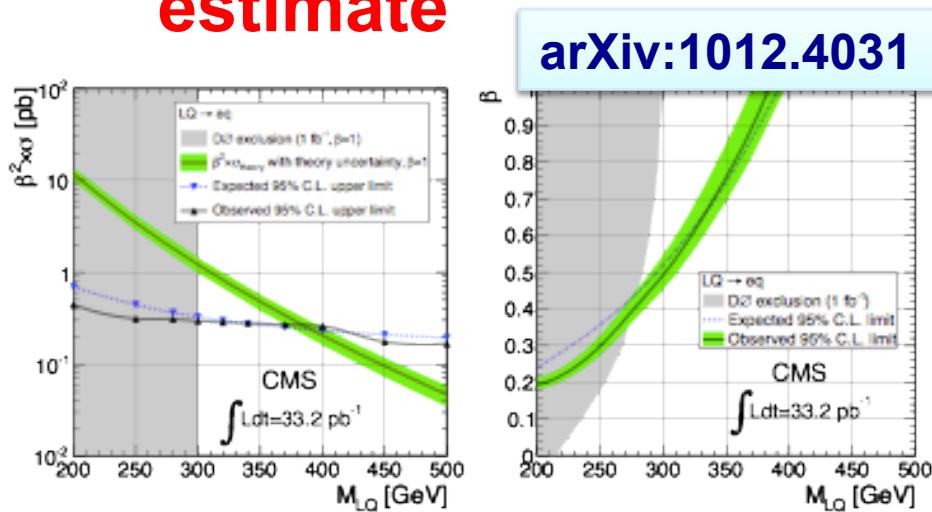 estimate
arXiv:1012.4031
β²×σ [pb]
10²
10
1
10⁻¹
10⁻²
LQ → eq
DØ exclusion (1 fb⁻¹, β=1)
β²×σtheory with theory uncertainty, β=1
Expected 95% C.L. upper limit
Observed 95% C.L. upper limit
CMS
∫Ldt=33.2 pb⁻¹
200 250 300 350 400 450 500
M_LQ [GeV]
β
0.9
0.8
0.7
0.6
0.5
0.4
0.3
0.2
0.1
0
LQ → eq
DØ exclusion (1 fb⁻¹)
Expected 95% C.L. limit
Observed 95% C.L. limit
CMS
∫Ldt=33.2 pb⁻¹
200 250 300 350 400 450 500
M_LQ [GeV]